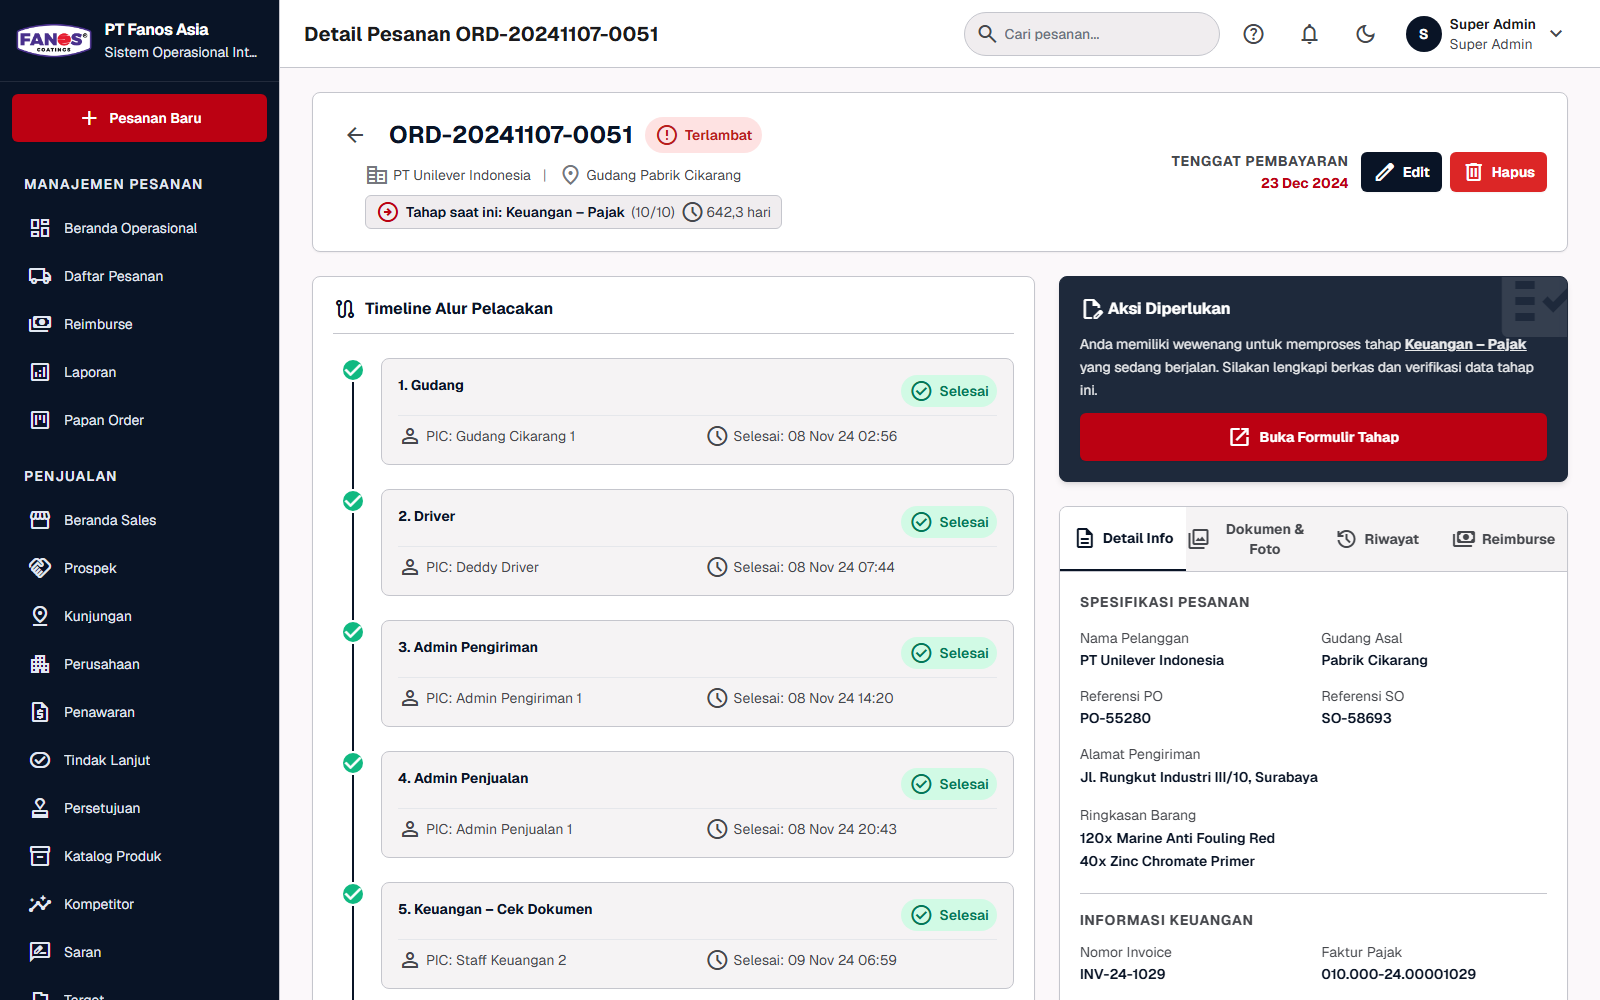 FANOS®
COATINGS
PT Fanos Asia
Sistem Operasional Int...
Pesanan Baru
MANAJEMEN PESANAN
Beranda Operasional
Daftar Pesanan
Reimburse
Laporan
Papan Order
PENJUALAN
Beranda Sales
Prospek
Kunjungan
Perusahaan
Penawaran
Tindak Lanjut
Persetujuan
Katalog Produk
Kompetitor
Saran
Target
Detail Pesanan ORD-20241107-0051
Cari pesanan...
S
Super Admin
Super Admin
ORD-20241107-0051
Terlambat
PT Unilever Indonesia | Gudang Pabrik Cikarang
Tahap saat ini: Keuangan – Pajak (10/10) 642,3 hari
TENGGAT PEMBAYARAN
23 Dec 2024
Edit
Hapus
Timeline Alur Pelacakan
1. Gudang
Selesai
PIC: Gudang Cikarang 1
Selesai: 08 Nov 24 02:56
2. Driver
Selesai
PIC: Deddy Driver
Selesai: 08 Nov 24 07:44
3. Admin Pengiriman
Selesai
PIC: Admin Pengiriman 1
Selesai: 08 Nov 24 14:20
4. Admin Penjualan
Selesai
PIC: Admin Penjualan 1
Selesai: 08 Nov 24 20:43
5. Keuangan – Cek Dokumen
Selesai
PIC: Staff Keuangan 2
Selesai: 09 Nov 24 06:59
Aksi Diperlukan
Anda memiliki wewenang untuk memproses tahap Keuangan – Pajak
yang sedang berjalan. Silakan lengkapi berkas dan verifikasi data tahap
ini.
Buka Formulir Tahap
Detail Info
Dokumen &
Foto
Riwayat
Reimburse
SPESIFIKASI PESANAN
Nama Pelanggan
PT Unilever Indonesia
Gudang Asal
Pabrik Cikarang
Referensi PO
PO-55280
Referensi SO
SO-58693
Alamat Pengiriman
Jl. Rungkut Industri III/10, Surabaya
Ringkasan Barang
120x Marine Anti Fouling Red
40x Zinc Chromate Primer
INFORMASI KEUANGAN
Nomor Invoice
INV-24-1029
Faktur Pajak
010.000-24.00001029